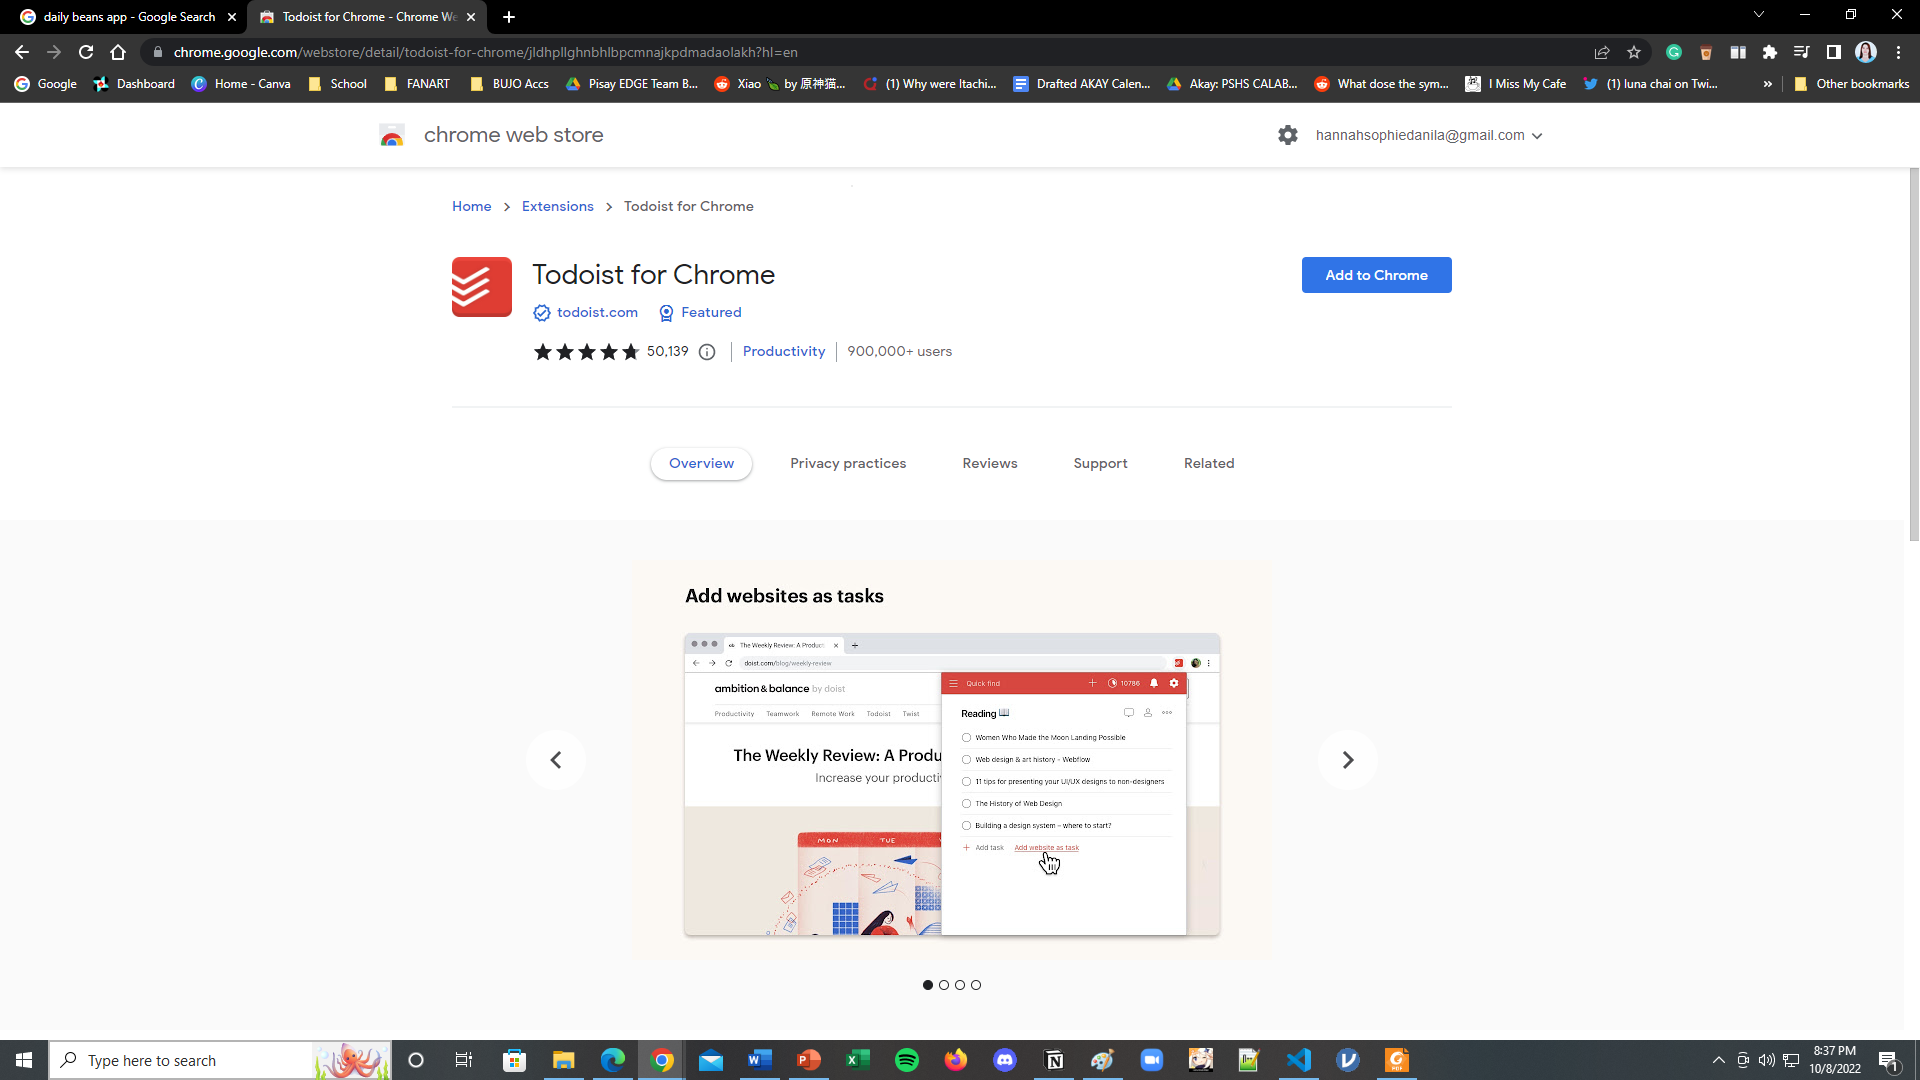 daily beans app - Google Search
Todoist for Chrome - Chrome We
chrome.google.com/webstore/detail/todoist-for-chrome/jldhpllghnbhlbpcmnajkpdmadaolakh?hl=en
Google Dashboard Home - Canva School FANART BUJO Accs Pisay EDGE Team B... Xiao 🍃 by 原神猫... (1) Why were Itachi... Drafted AKAY Calen... Akay: PSHS CALAB... What dose the sym... I Miss My Cafe (1) luna chai on Twi... » Other bookmarks
chrome web store
hannahsophiedanila@gmail.com
Home > Extensions > Todoist for Chrome
Todoist for Chrome
Add to Chrome
todoist.com Featured
50,139 Productivity 900,000+ users
Overview Privacy practices Reviews Support Related
Add websites as tasks
The Weekly Review: A Product
doist.com/blog/weekly-review
Quick find 10786
ambition & balance by doist
Productivity Teamwork Remote Work Todoist Twist
Reading
Women Who Made the Moon Landing Possible
The Weekly Review: A Produ
Web design & art history - Webflow
Increase your producti
11 tips for presenting your UI/UX designs to non-designers
The History of Web Design
Building a design system – where to start?
MON TUE
+ Add task Add website as task
Type here to search
8:37 PM
10/8/2022
1